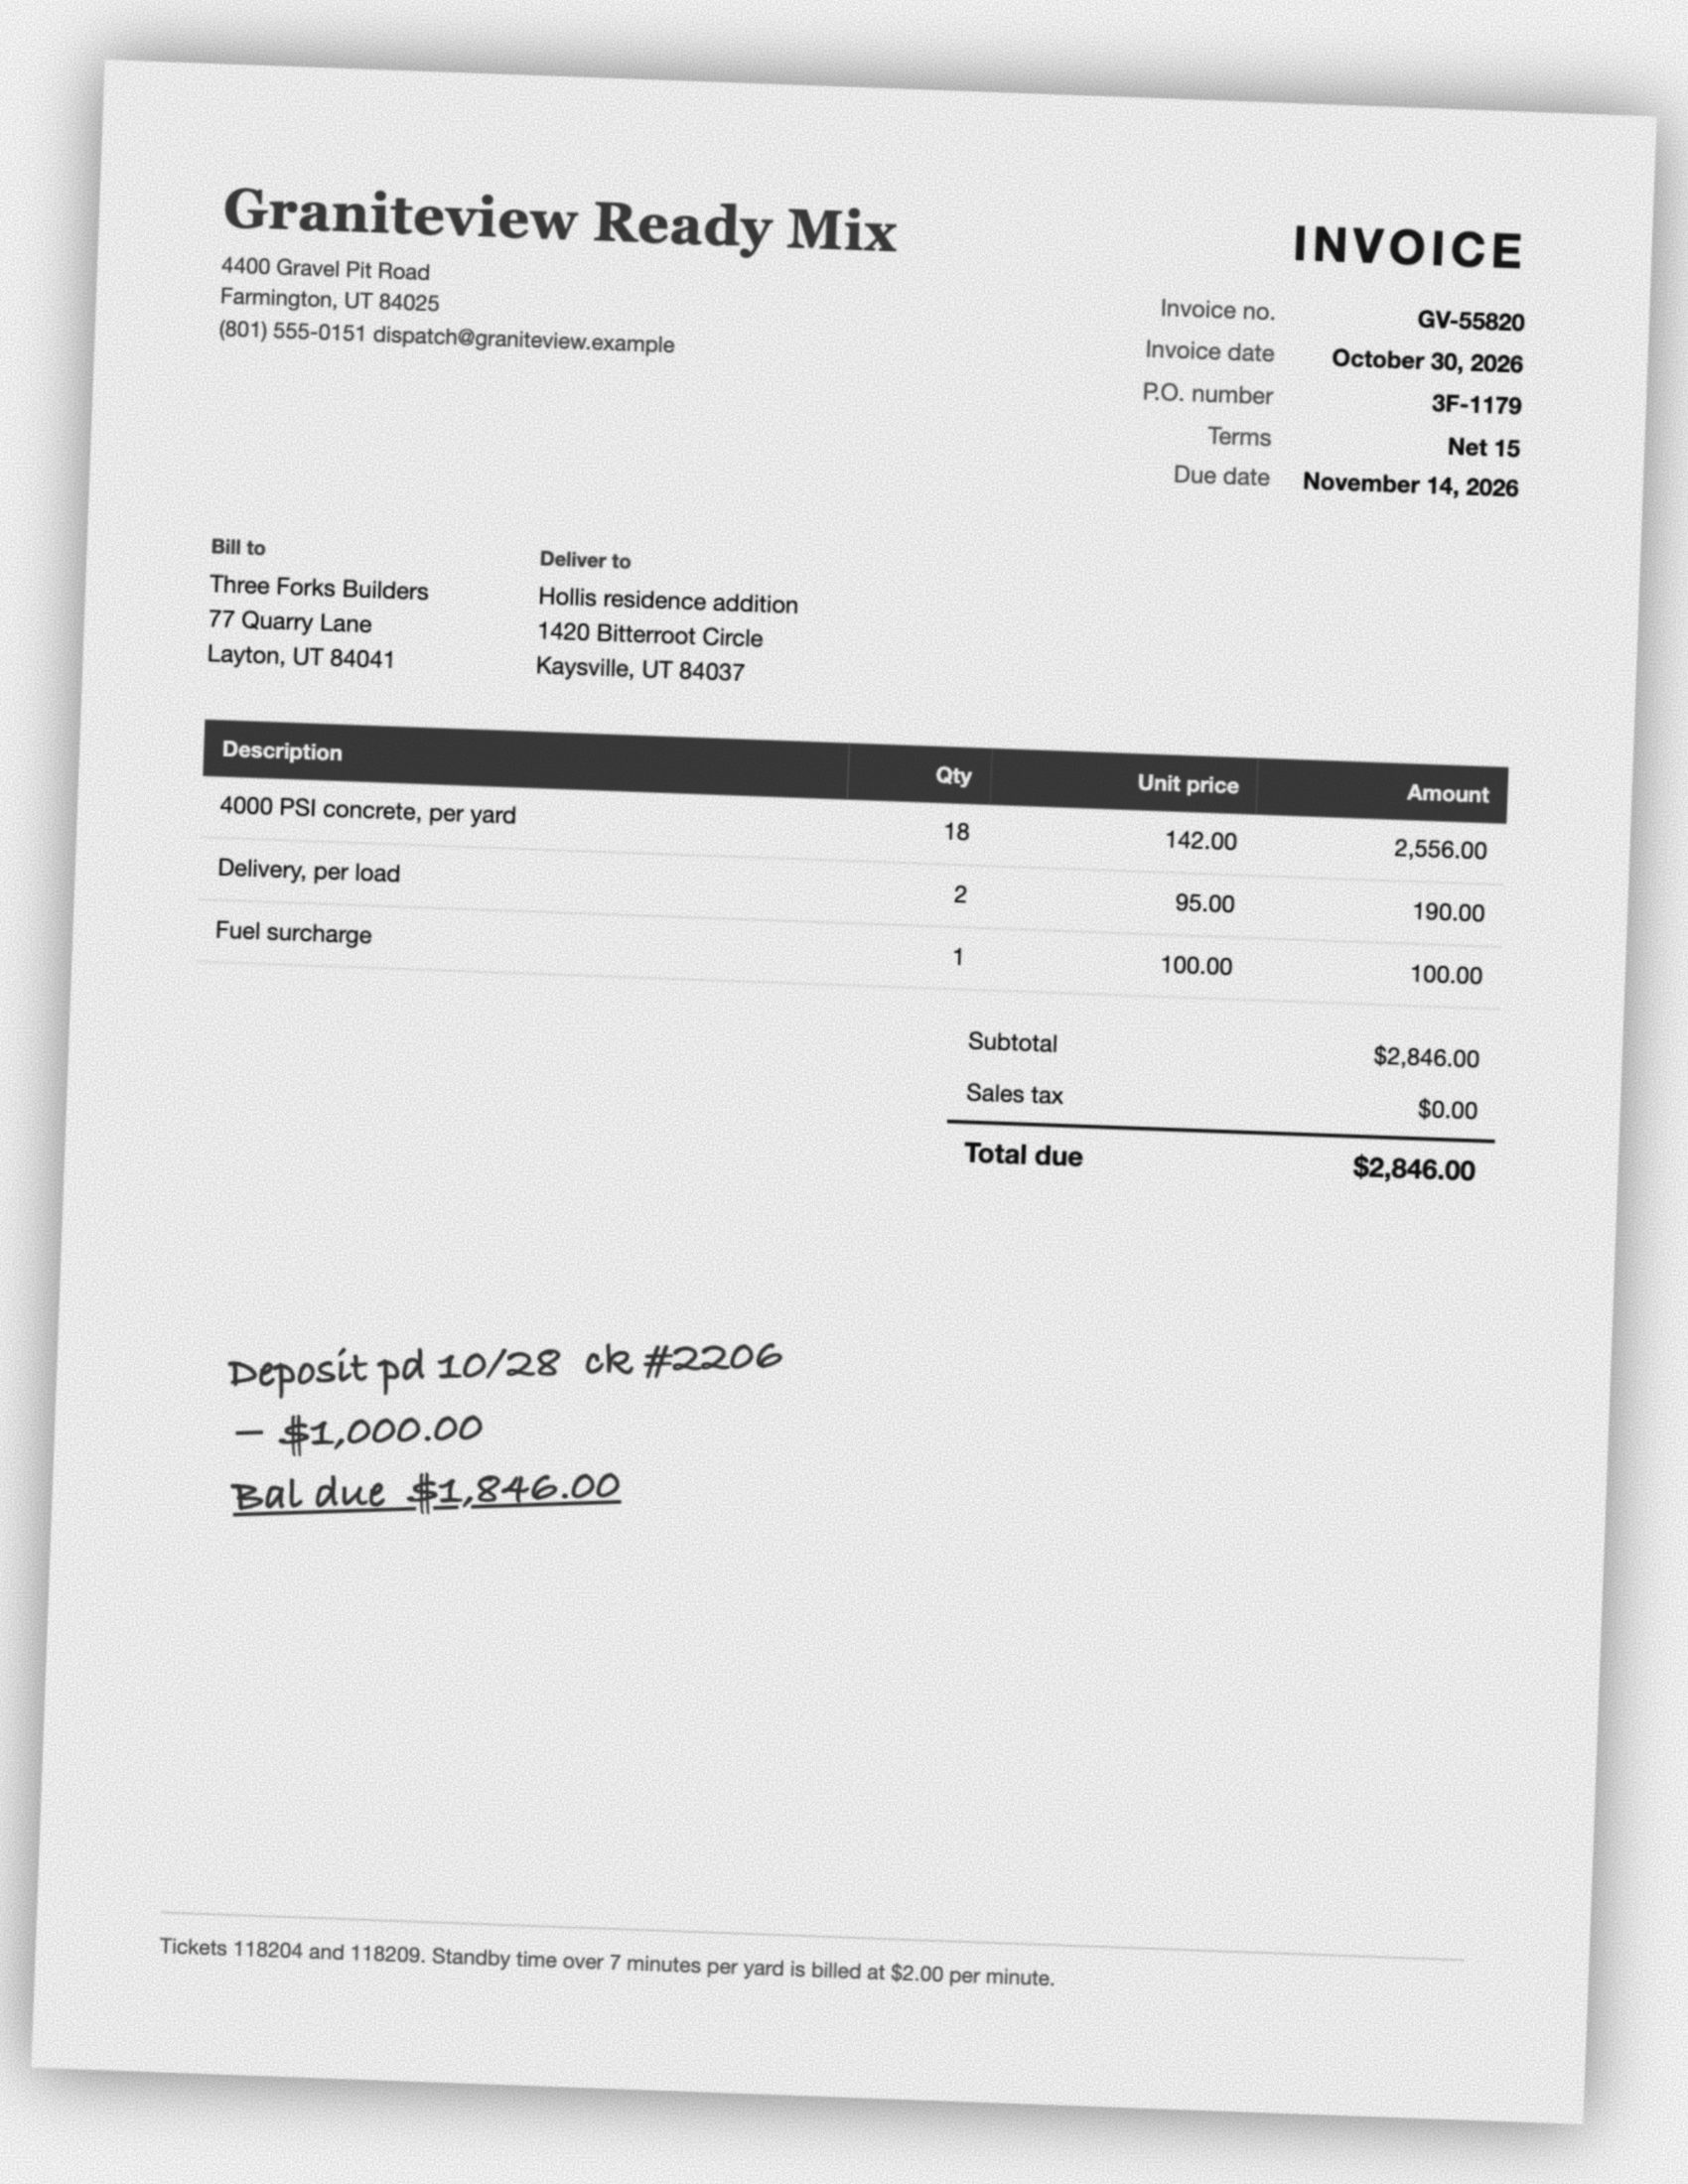 Graniteview Ready Mix
4400 Gravel Pit Road
Farmington, UT 84025
(801) 555-0151 dispatch@graniteview.example
INVOICE
Invoice no. GV-55820
Invoice date October 30, 2026
P.O. number 3F-1179
Terms Net 15
Due date November 14, 2026
Bill to
Three Forks Builders
77 Quarry Lane
Layton, UT 84041
Deliver to
Hollis residence addition
1420 Bitterroot Circle
Kaysville, UT 84037
Description Qty Unit price Amount
4000 PSI concrete, per yard 18 142.00 2,556.00
Delivery, per load 2 95.00 190.00
Fuel surcharge 1 100.00 100.00
Subtotal $2,846.00
Sales tax $0.00
Total due $2,846.00
Deposit pd 10/28 ck #2206
– $1,000.00
Bal due $1,846.00
Tickets 118204 and 118209. Standby time over 7 minutes per yard is billed at $2.00 per minute.